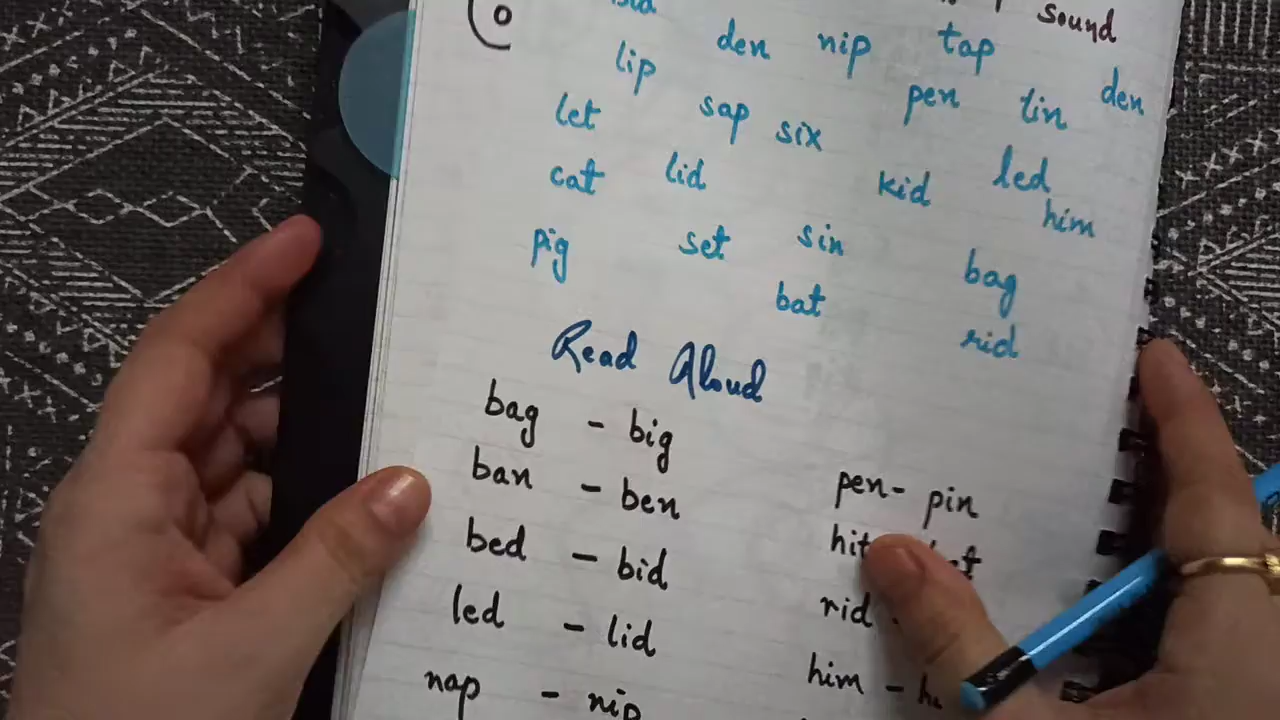 o
sound
den nip tap
lip pen tin den
let sap six
cat lid kid led
him
pig set sin bag
bat rid
Read Aloud
bag - big
ban - ben pen - pin
bed - bid hit
led - lid rid
nap - nip him -